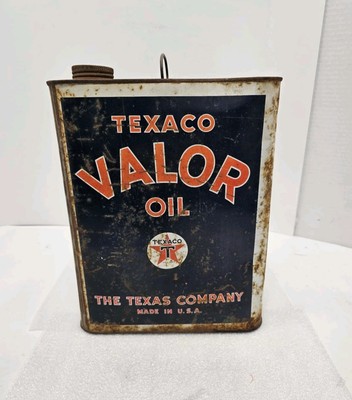 TEXACO
VALOR
OIL
TEXACO
T
THE TEXAS COMPANY
MADE IN U.S.A.